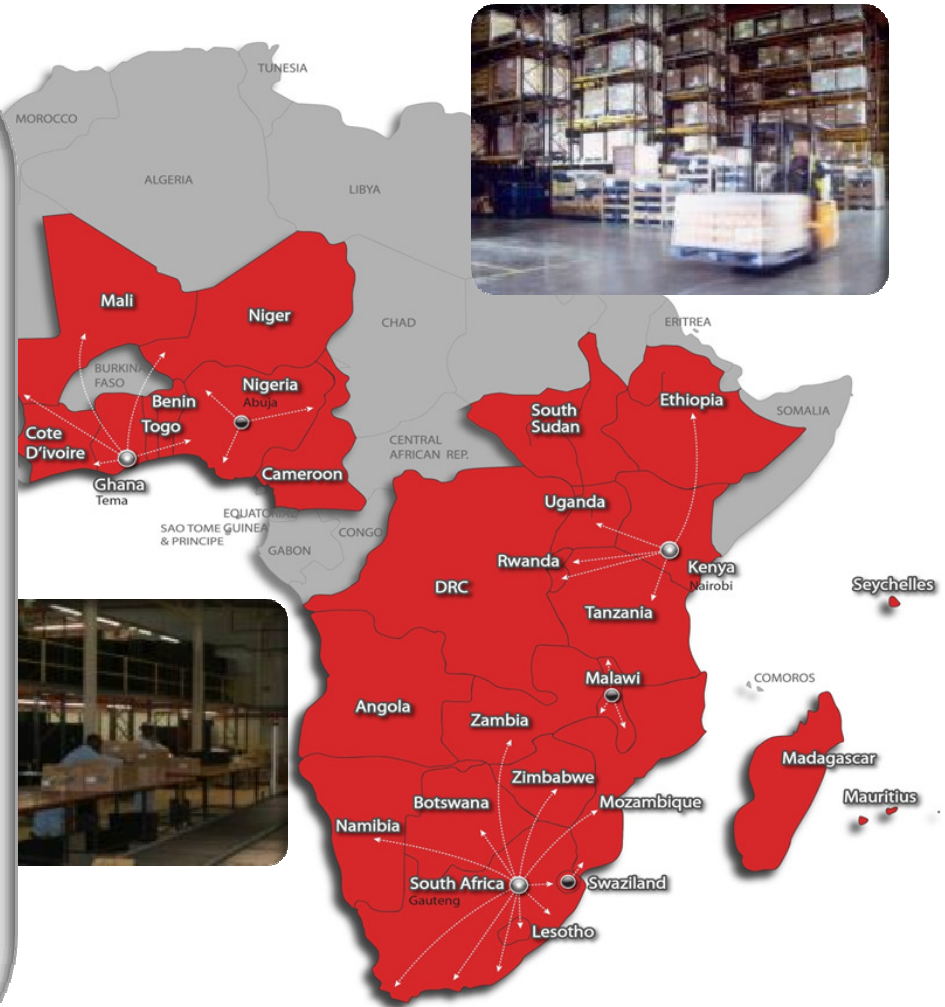 TUNESIA
MOROCCO
ALGERIA
LIBYA
Mali
Niger
CHAD
ERITREA
BURKINA
FASO
Nigeria
Abuja
Benin
Togo
Ethiopia
South
Sudan
SOMALIA
Cote
D'ivoire
CENTRAL
AFRICAN REP.
Cameroon
Ghana
Tema
Uganda
EQUATORIAL
GUINEA
SAO TOME
& PRINCIPE
CONGO
GABON
Rwanda
Kenya
Nairobi
DRC
Seychelles
Tanzania
Malawi
COMOROS
Angola
Zambia
Madagascar
Zimbabwe
Mauritius
Botswana
Mozambique
Namibia
South Africa
Gauteng
Swaziland
Lesotho